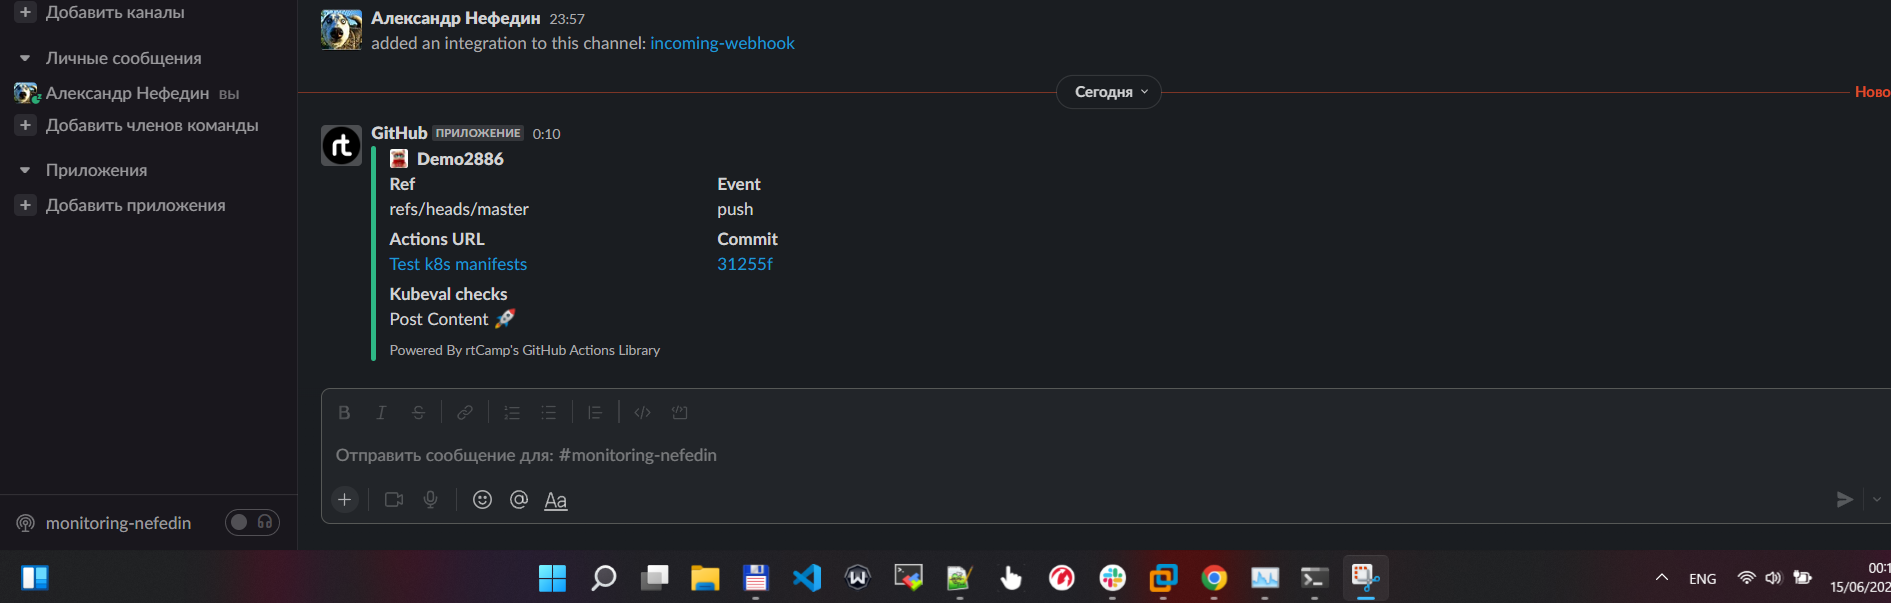 Добавить каналы
Личные сообщения
Александр Нефедин вы
Добавить членов команды
Приложения
Добавить приложения
monitoring-nefedin
Александр Нефедин 23:57
added an integration to this channel: incoming-webhook
Сегодня
Ново
rt
GitHub ПРИЛОЖЕНИЕ 0:10
Demo2886
Ref Event
refs/heads/master push
Actions URL Commit
Test k8s manifests 31255f
Kubeval checks
Post Content
Powered By rtCamp's GitHub Actions Library
B I S
Отправить сообщение для: #monitoring-nefedin
Aa
ENG
00:1
15/06/202